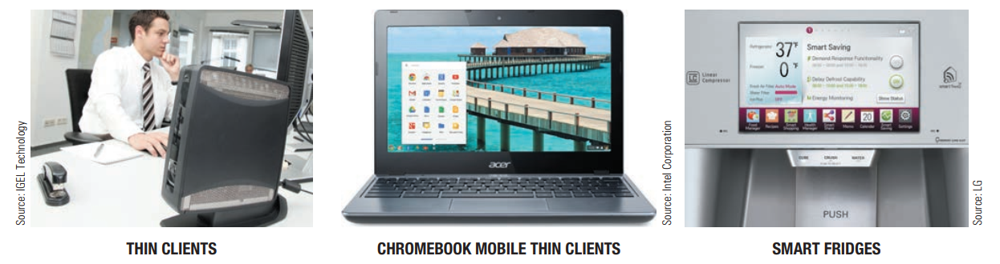 Source: IGEL Technology
THIN CLIENTS
acer
Source: Intel Corporation
CHROMEBOOK MOBILE THIN CLIENTS
Refrigerator 37°F
Freezer 0°F
Smart Saving
Demand Response Functionality
Delay Defrost Capability
Fresh Air Filter Auto Mode
Water Filter
Ice Plus OFF
Energy Monitoring
Show Status
Linear
Compressor
SMART ThinQ
Food Manager
Recipes
Smart Shopping
Health Manager
Smart Share
Memo
20
Calendar
Smart Saving
Settings
CUBE CRUSH WATER
PUSH
Source: LG
SMART FRIDGES